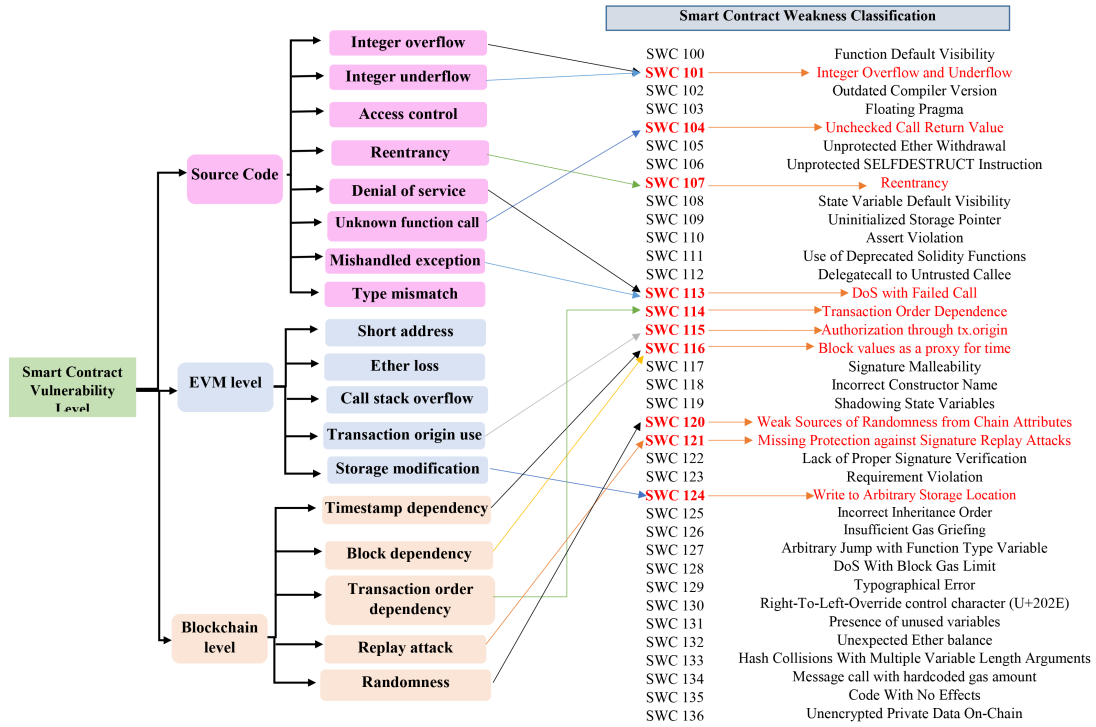 Smart Contract Weakness Classification
Smart Contract
Vulnerability
Level
Source Code
EVM level
Blockchain
level
Integer overflow
Integer underflow
Access control
Reentrancy
Denial of service
Unknown function call
Mishandled exception
Type mismatch
Short address
Ether loss
Call stack overflow
Transaction origin use
Storage modification
Timestamp dependency
Block dependency
Transaction order
dependency
Replay attack
Randomness
SWC 100 Function Default Visibility
SWC 101 Integer Overflow and Underflow
SWC 102 Outdated Compiler Version
SWC 103 Floating Pragma
SWC 104 Unchecked Call Return Value
SWC 105 Unprotected Ether Withdrawal
SWC 106 Unprotected SELFDESTRUCT Instruction
SWC 107 Reentrancy
SWC 108 State Variable Default Visibility
SWC 109 Uninitialized Storage Pointer
SWC 110 Assert Violation
SWC 111 Use of Deprecated Solidity Functions
SWC 112 Delegatecall to Untrusted Callee
SWC 113 DoS with Failed Call
SWC 114 Transaction Order Dependence
SWC 115 Authorization through tx.origin
SWC 116 Block values as a proxy for time
SWC 117 Signature Malleability
SWC 118 Incorrect Constructor Name
SWC 119 Shadowing State Variables
SWC 120 Weak Sources of Randomness from Chain Attributes
SWC 121 Missing Protection against Signature Replay Attacks
SWC 122 Lack of Proper Signature Verification
SWC 123 Requirement Violation
SWC 124 Write to Arbitrary Storage Location
SWC 125 Incorrect Inheritance Order
SWC 126 Insufficient Gas Griefing
SWC 127 Arbitrary Jump with Function Type Variable
SWC 128 DoS With Block Gas Limit
SWC 129 Typographical Error
SWC 130 Right-To-Left-Override control character (U+202E)
SWC 131 Presence of unused variables
SWC 132 Unexpected Ether balance
SWC 133 Hash Collisions With Multiple Variable Length Arguments
SWC 134 Message call with hardcoded gas amount
SWC 135 Code With No Effects
SWC 136 Unencrypted Private Data On-Chain